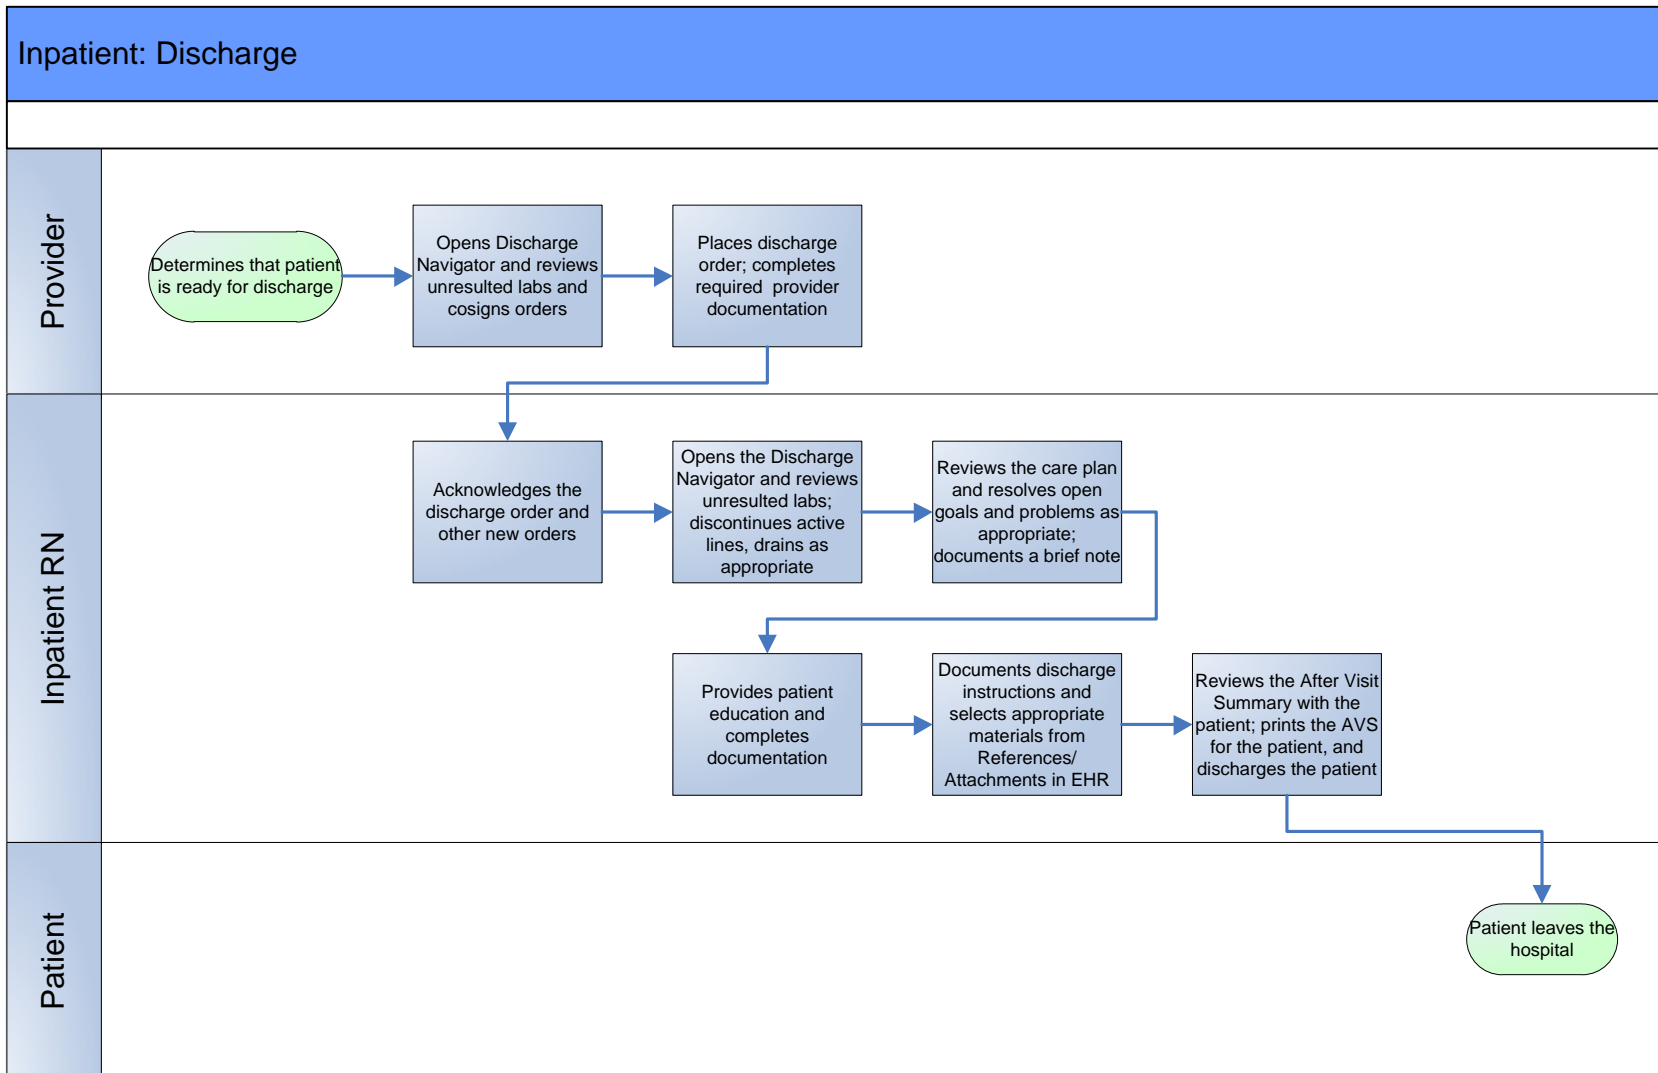 Inpatient: Discharge
Provider
Determines that patient
is ready for discharge
Opens Discharge
Navigator and reviews
unresulted labs and
cosigns orders
Places discharge
order; completes
required provider
documentation
Inpatient RN
Acknowledges the
discharge order and
other new orders
Opens the Discharge
Navigator and reviews
unresulted labs;
discontinues active
lines, drains as
appropriate
Reviews the care plan
and resolves open
goals and problems as
appropriate;
documents a brief note
Provides patient
education and
completes
documentation
Documents discharge
instructions and
selects appropriate
materials from
References/
Attachments in EHR
Reviews the After Visit
Summary with the
patient; prints the AVS
for the patient, and
discharges the patient
Patient
Patient leaves the
hospital